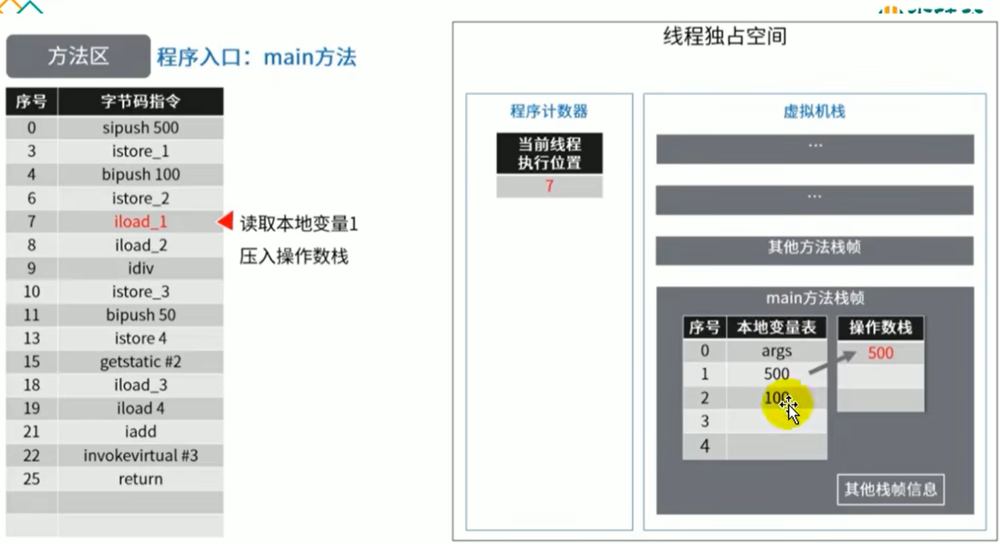 方法区
程序入口：main方法
序号 字节码指令
0 sipush 500
3 istore_1
4 bipush 100
6 istore_2
7 iload_1
8 iload_2
9 idiv
10 istore_3
11 bipush 50
13 istore 4
15 getstatic #2
18 iload_3
19 iload 4
21 iadd
22 invokevirtual #3
25 return
读取本地变量1
压入操作数栈
线程独占空间
程序计数器
当前线程
执行位置
7
虚拟机栈
...
...
其他方法栈帧
main方法栈帧
序号 本地变量表
0 args
1 500
2 100
3
4
操作数栈
500
其他栈帧信息